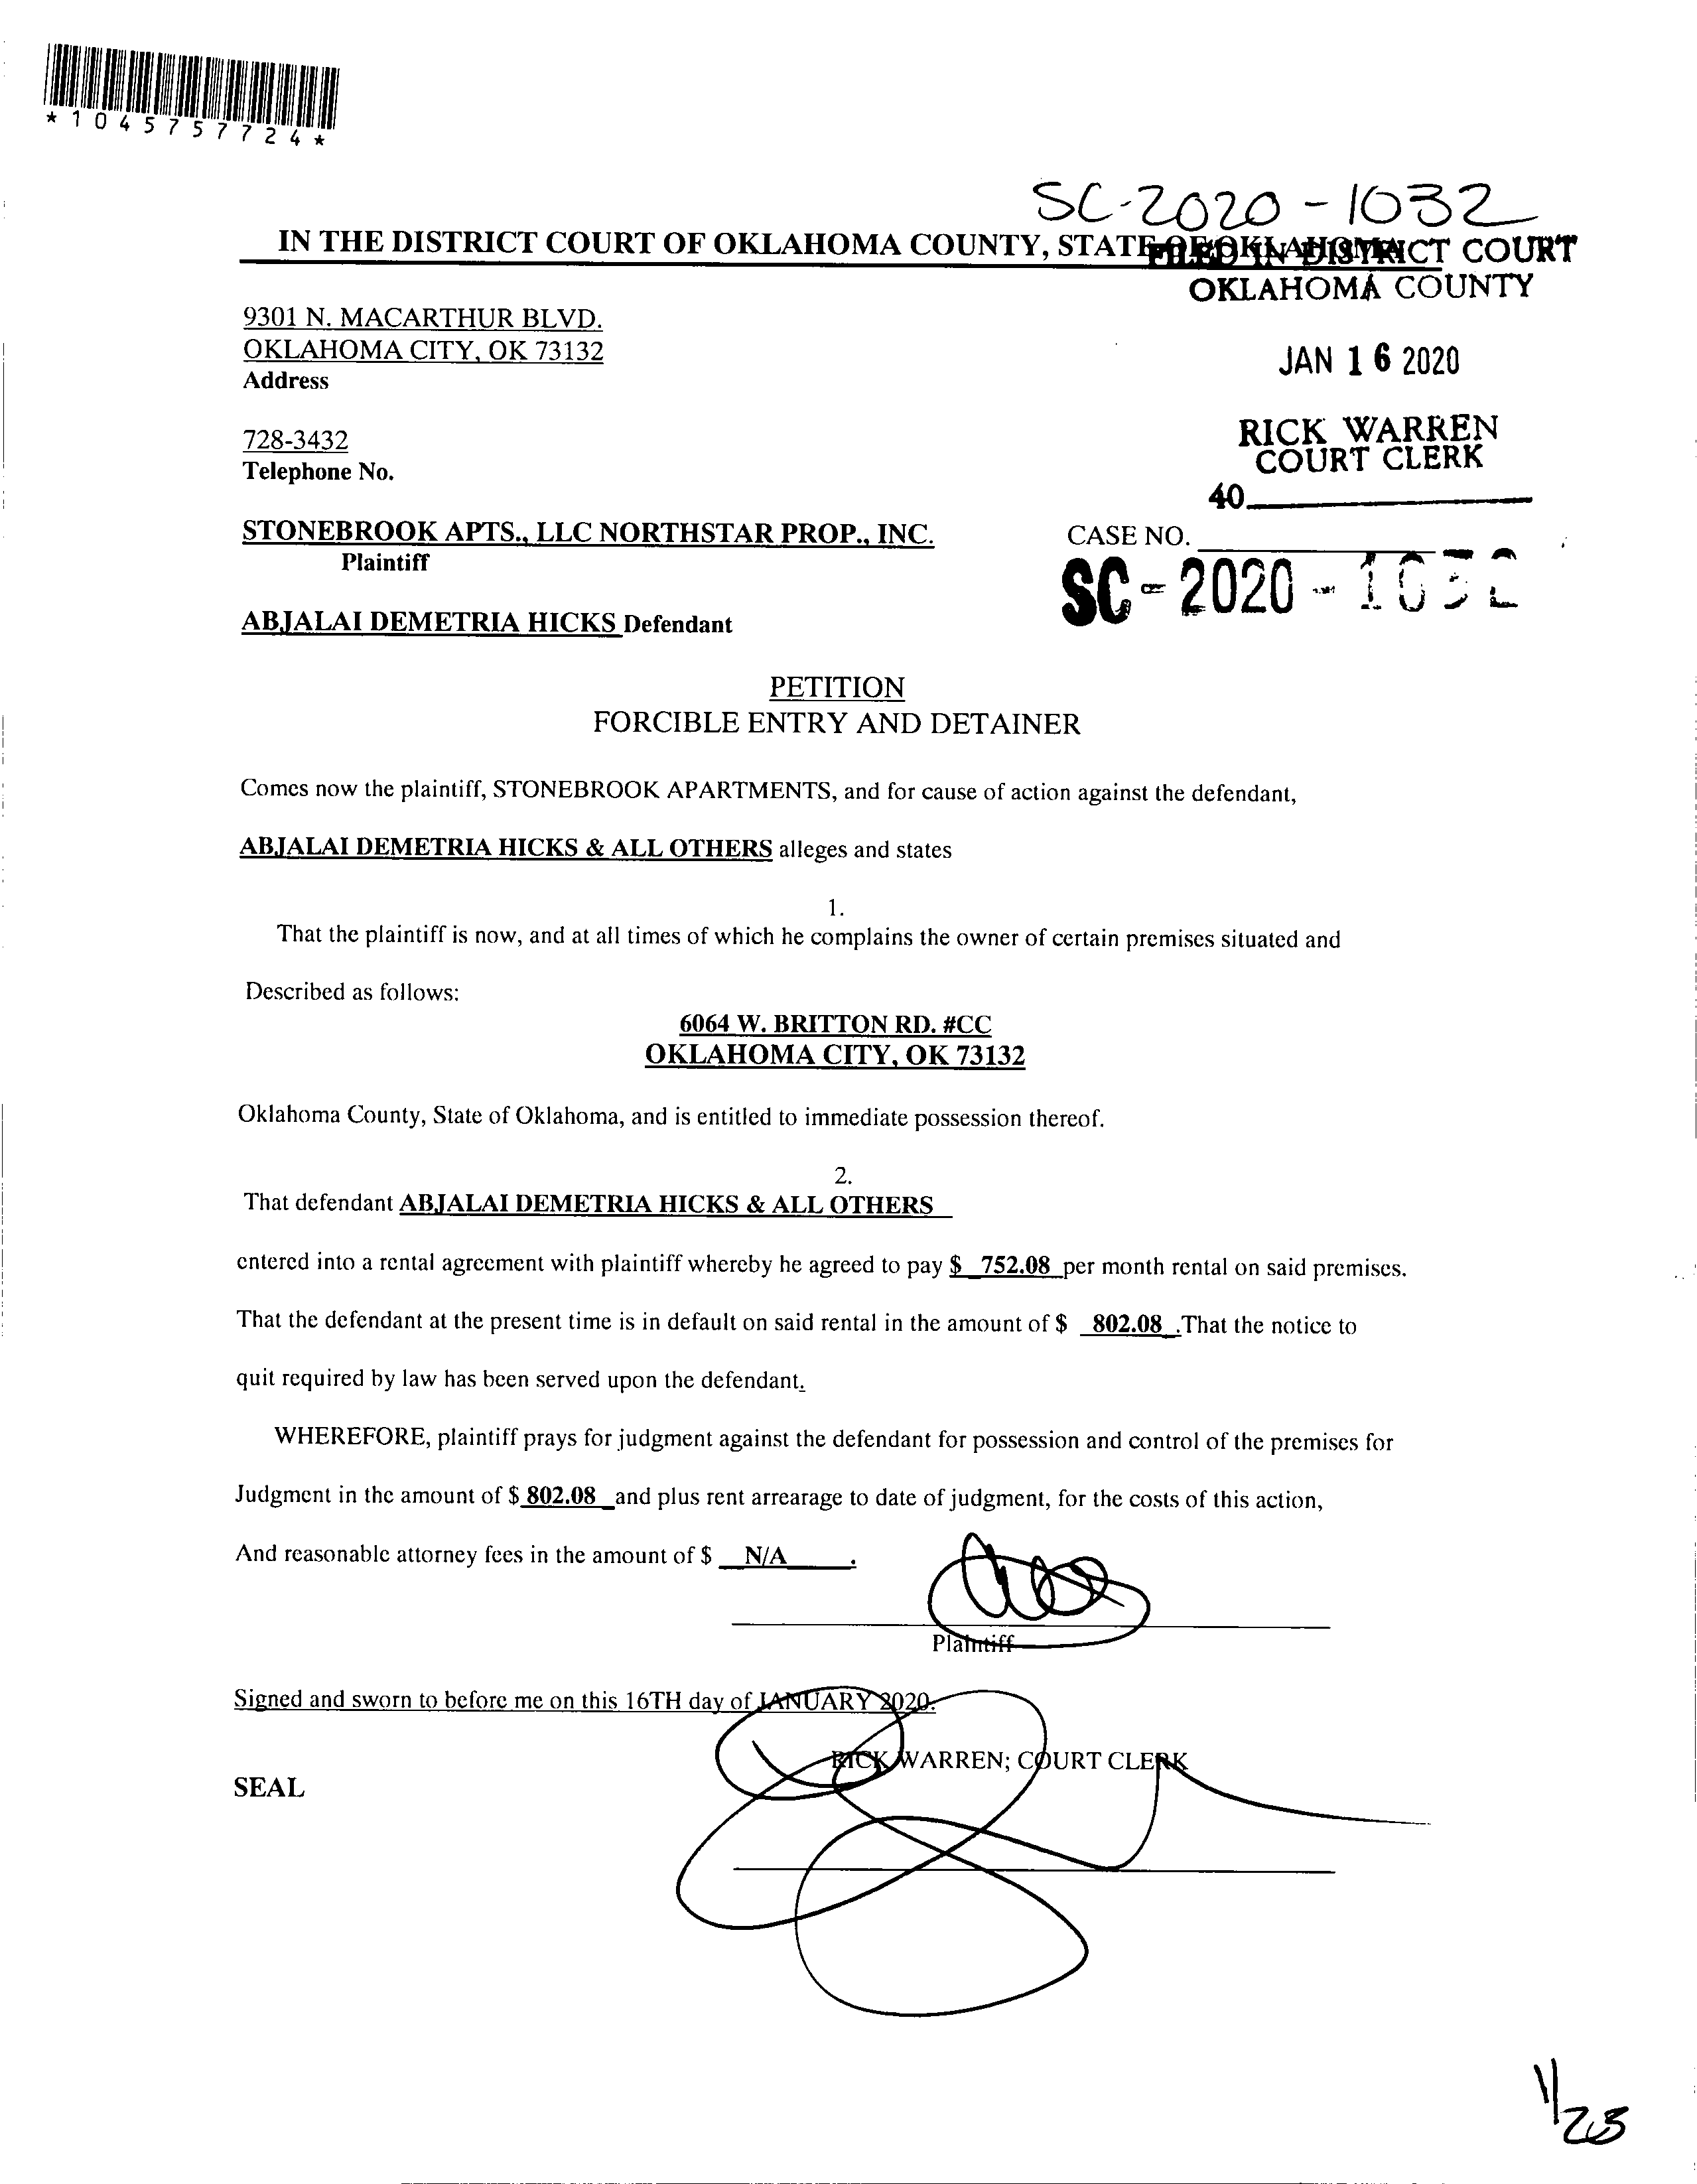 *1045757724*
SC-2020-1032
IN THE DISTRICT COURT OF OKLAHOMA COUNTY, STATE OF OKLAHOMA
FILED IN DISTRICT COURT
OKLAHOMA COUNTY
9301 N. MACARTHUR BLVD.
OKLAHOMA CITY, OK 73132
Address
JAN 16 2020
728-3432
Telephone No.
RICK WARREN
COURT CLERK
40
STONEBROOK APTS., LLC NORTHSTAR PROP., INC.
Plaintiff
CASE NO.
SC-2020-1032
ABJALAI DEMETRIA HICKS Defendant
PETITION
FORCIBLE ENTRY AND DETAINER
Comes now the plaintiff, STONEBROOK APARTMENTS, and for cause of action against the defendant,
ABJALAI DEMETRIA HICKS & ALL OTHERS alleges and states
1.
That the plaintiff is now, and at all times of which he complains the owner of certain premises situated and
Described as follows:
6064 W. BRITTON RD. #CC
OKLAHOMA CITY, OK 73132
Oklahoma County, State of Oklahoma, and is entitled to immediate possession thereof.
2.
That defendant ABJALAI DEMETRIA HICKS & ALL OTHERS
entered into a rental agreement with plaintiff whereby he agreed to pay $ 752.08 per month rental on said premises.
That the defendant at the present time is in default on said rental in the amount of $ 802.08 .That the notice to
quit required by law has been served upon the defendant.
WHEREFORE, plaintiff prays for judgment against the defendant for possession and control of the premises for
Judgment in the amount of $ 802.08 and plus rent arrearage to date of judgment, for the costs of this action,
And reasonable attorney fees in the amount of $ N/A .
Plaintiff
Signed and sworn to before me on this 16TH day of JANUARY 2020.
RICK WARREN; COURT CLERK
SEAL
1/23